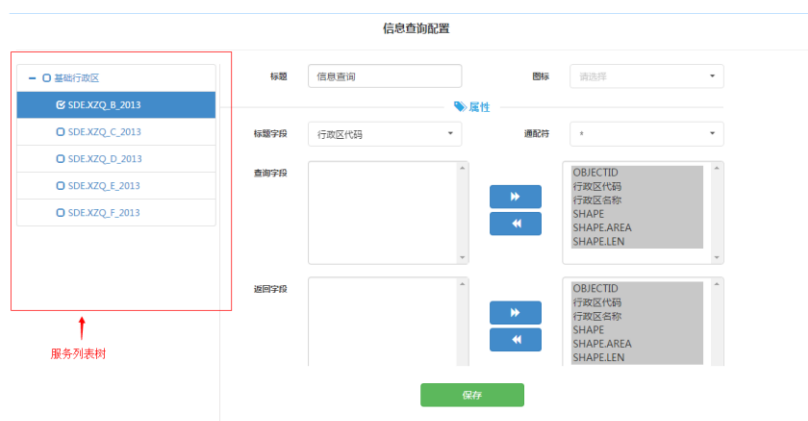 信息查询配置
基础行政区
SDE.XZQ_B_2013
SDE.XZQ_C_2013
SDE.XZQ_D_2013
SDE.XZQ_E_2013
SDE.XZQ_F_2013
服务列表树
标题 信息查询 图标 请选择
属性
标题字段 行政区代码 通配符 *
查询字段
OBJECTID
行政区代码
行政区名称
SHAPE
SHAPE.AREA
SHAPE.LEN
返回字段
OBJECTID
行政区代码
行政区名称
SHAPE
SHAPE.AREA
SHAPE.LEN
保存